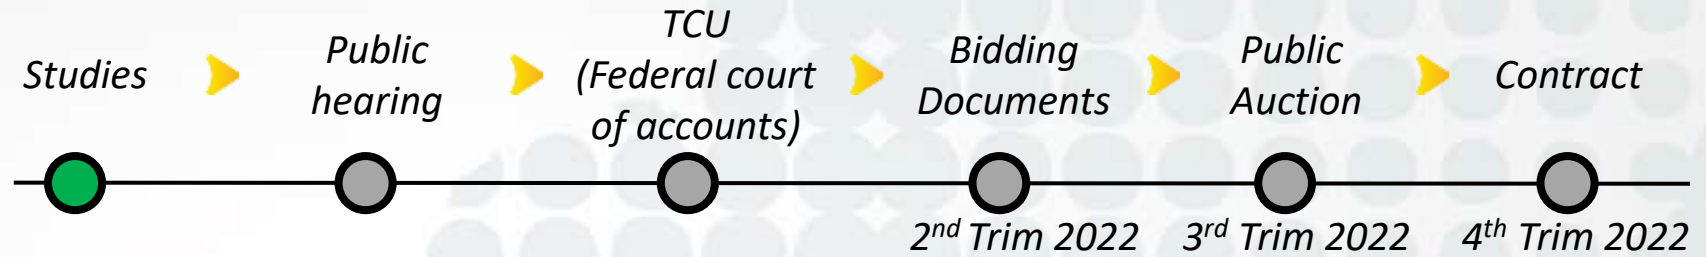 Studies
Public
hearing
TCU
(Federal court
of accounts)
Bidding
Documents
Public
Auction
Contract
2nd Trim 2022
3rd Trim 2022
4th Trim 2022